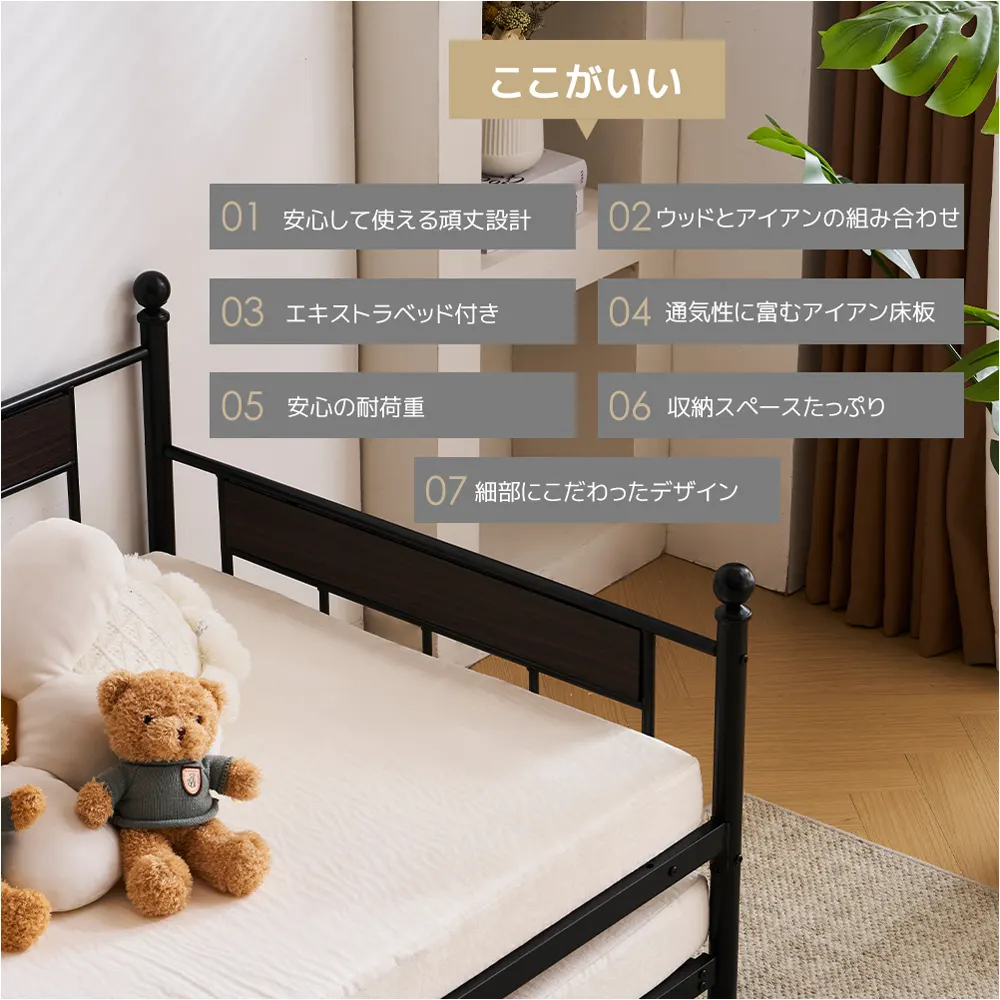 ここがいい
01 安心して使える頑丈設計
02 ウッドとアイアンの組み合わせ
03 エキストラベッド付き
04 通気性に富むアイアン床板
05 安心の耐荷重
06 収納スペースたっぷり
07 細部にこだわったデザイン